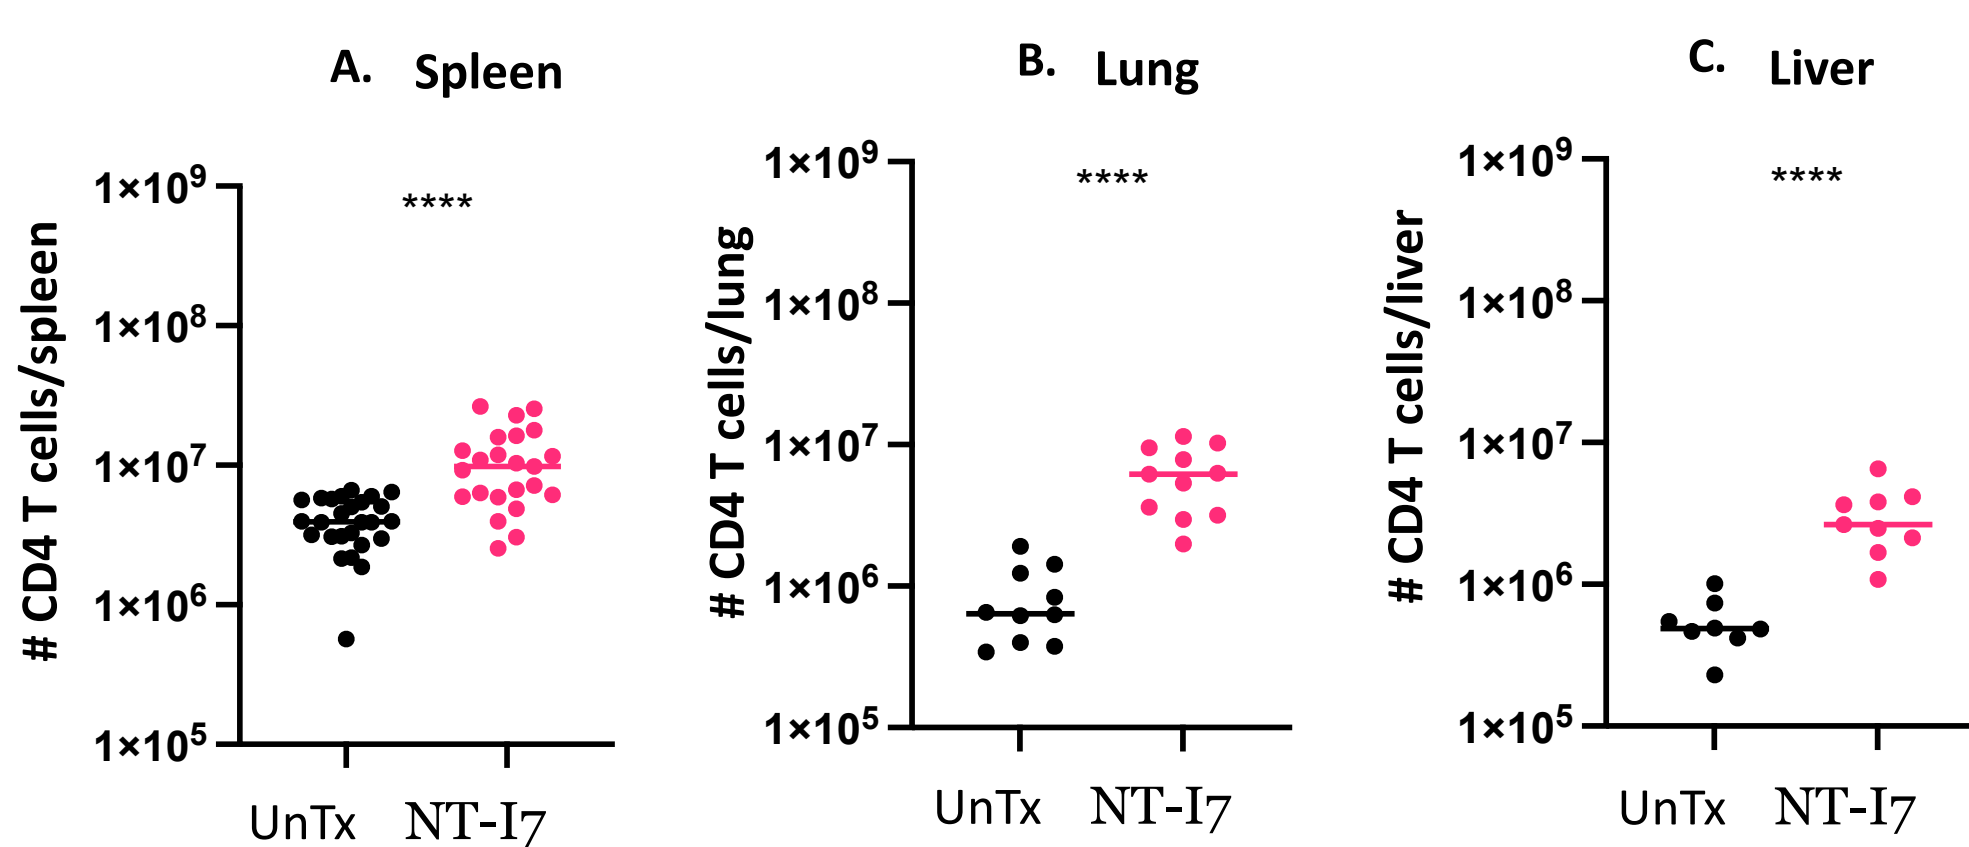 A. Spleen
# CD4 T cells/spleen
1×10⁹
1×10⁸
1×10⁷
1×10⁶
1×10⁵
****
UnTx NT-I7
B. Lung
# CD4 T cells/lung
1×10⁹
1×10⁸
1×10⁷
1×10⁶
1×10⁵
****
UnTx NT-I7
C. Liver
# CD4 T cells/liver
1×10⁹
1×10⁸
1×10⁷
1×10⁶
1×10⁵
****
UnTx NT-I7